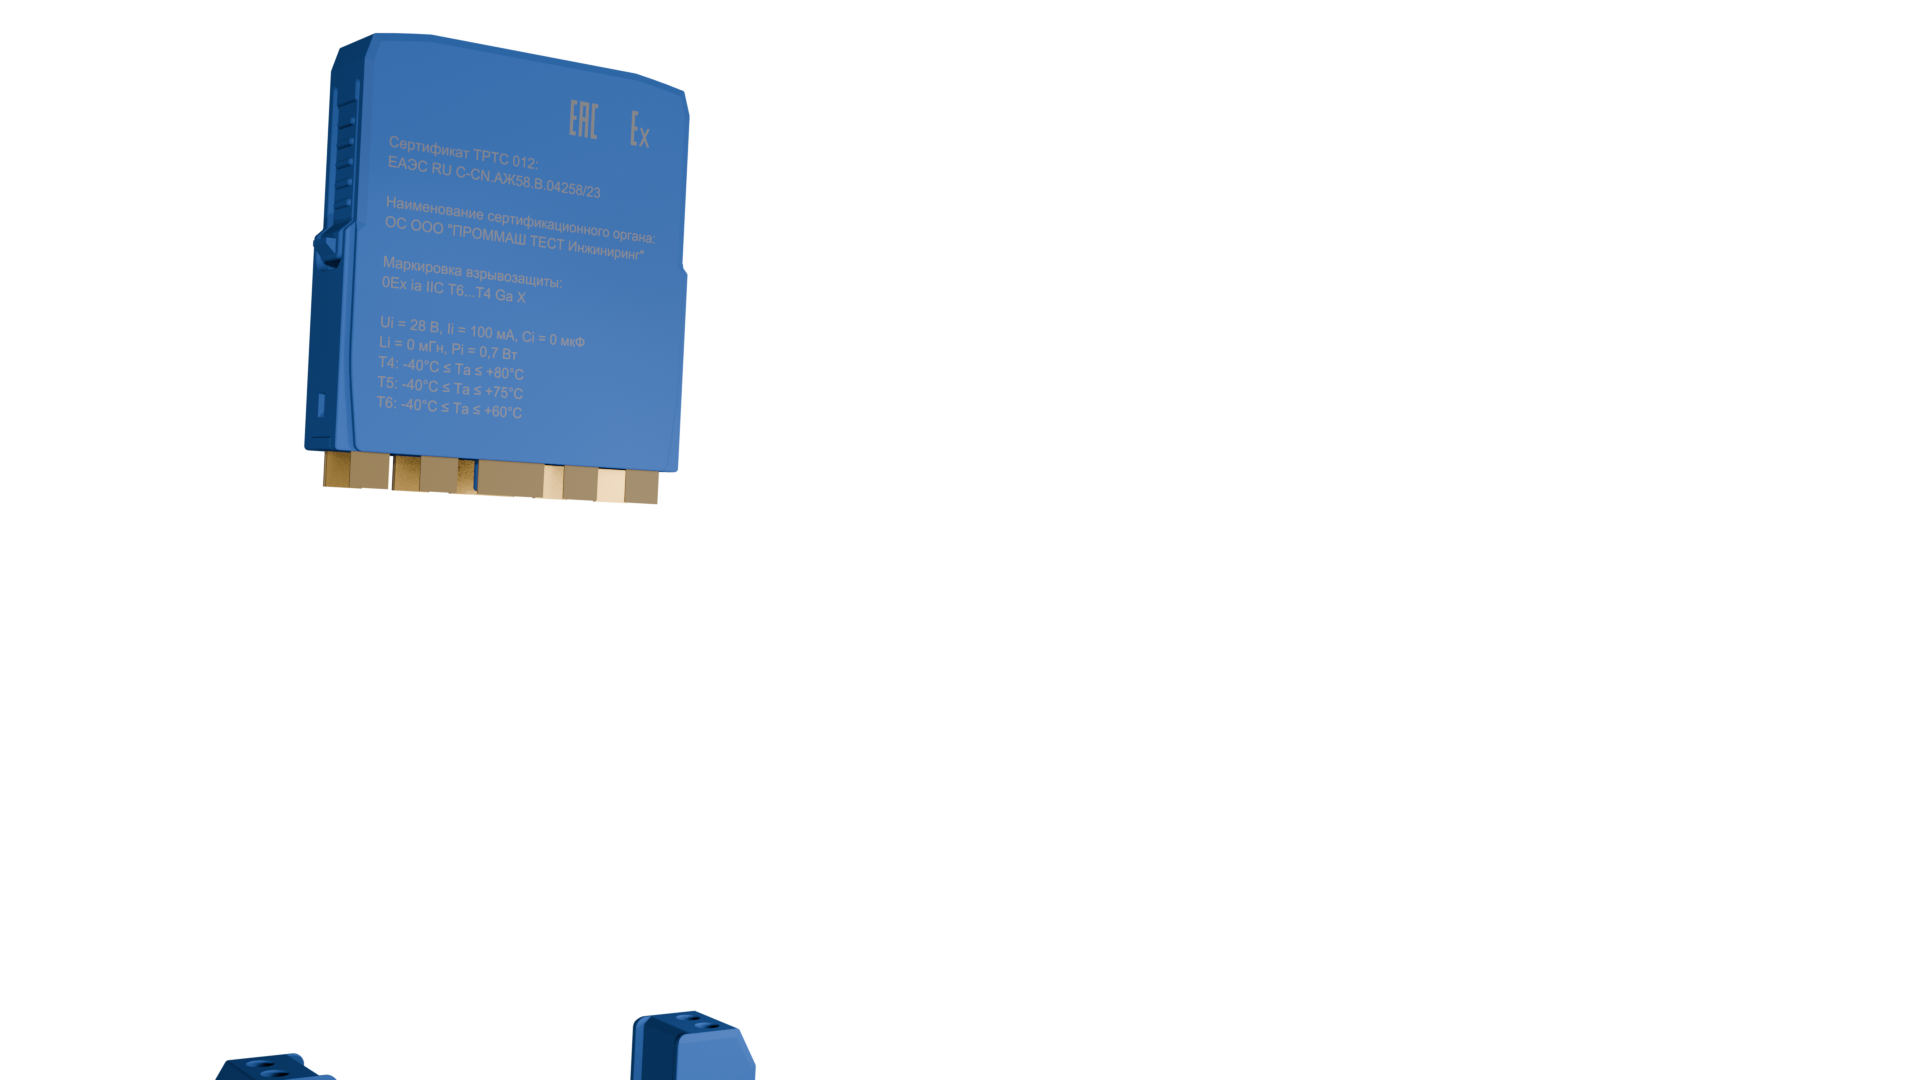 EAC Ex
Сертификат ТРТС 012:
ЕАЭС RU С-CN.АЖ58.В.04258/23
Наименование сертификационного органа:
ОС ООО "ПРОММАШ ТЕСТ Инжиниринг"
Маркировка взрывозащиты:
0Ex ia IIC T6...T4 Ga X
Ui = 28 В, Ii = 100 мА, Ci = 0 мкФ
Li = 0 мГн, Pi = 0,7 Вт
T4: -40°C ≤ Ta ≤ +80°C
T5: -40°C ≤ Ta ≤ +75°C
T6: -40°C ≤ Ta ≤ +60°C